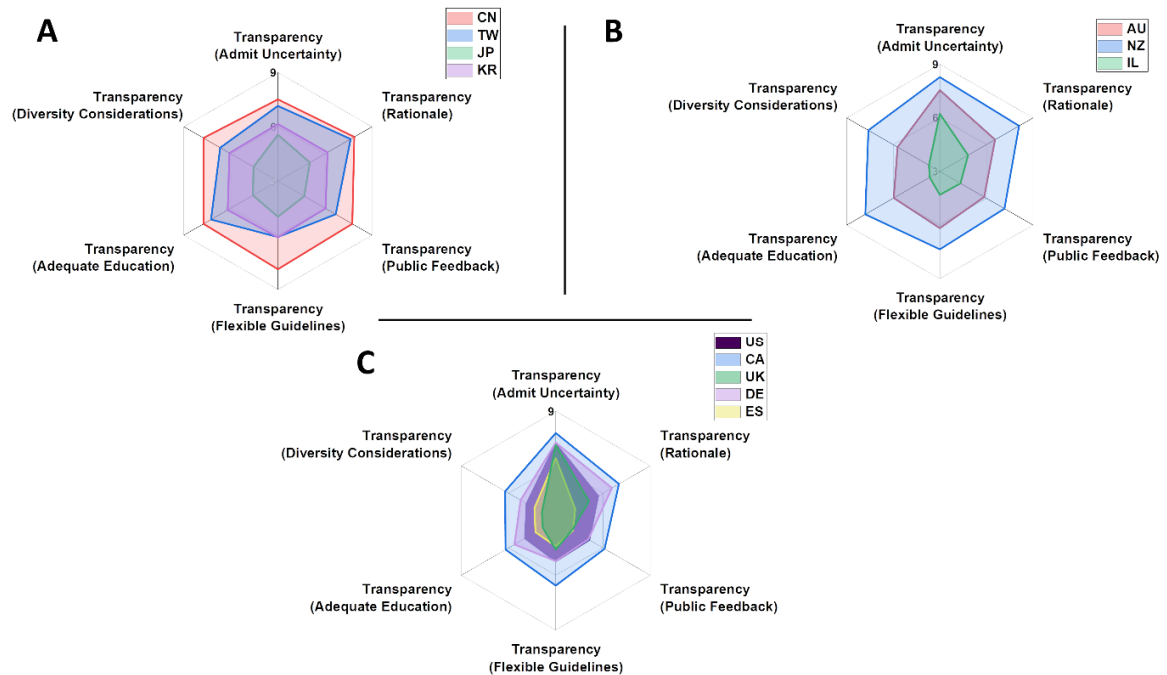 A
CN
TW
JP
KR
Transparency
(Admit Uncertainty)
9
6
Transparency
(Rationale)
Transparency
(Public Feedback)
Transparency
(Flexible Guidelines)
Transparency
(Adequate Education)
Transparency
(Diversity Considerations)
B
AU
NZ
IL
Transparency
(Admit Uncertainty)
9
6
3
Transparency
(Rationale)
Transparency
(Public Feedback)
Transparency
(Flexible Guidelines)
Transparency
(Adequate Education)
Transparency
(Diversity Considerations)
C
US
CA
UK
DE
ES
Transparency
(Admit Uncertainty)
9
Transparency
(Rationale)
Transparency
(Public Feedback)
Transparency
(Flexible Guidelines)
Transparency
(Adequate Education)
Transparency
(Diversity Considerations)